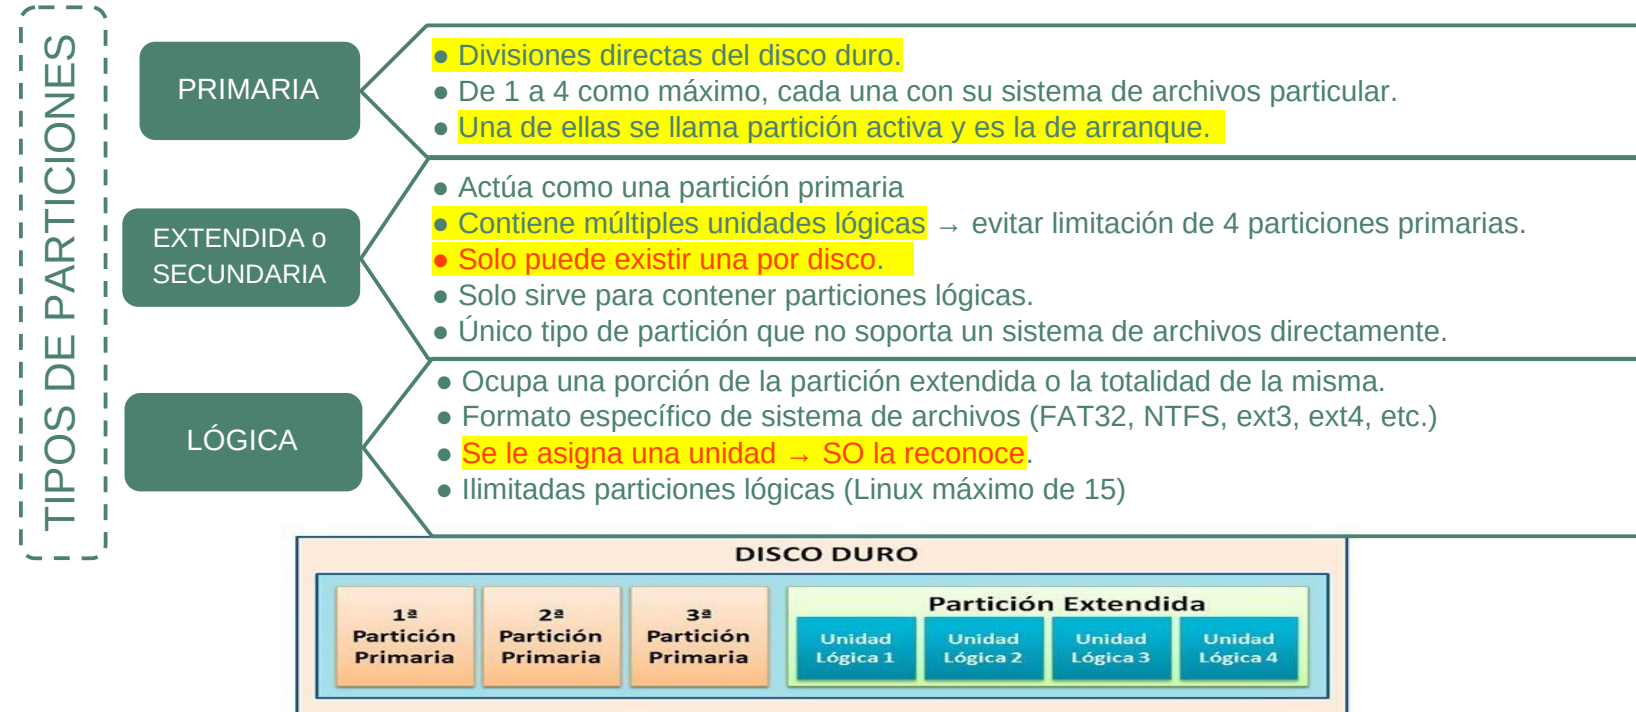 TIPOS DE PARTICIONES
PRIMARIA
● Divisiones directas del disco duro.
● De 1 a 4 como máximo, cada una con su sistema de archivos particular.
● Una de ellas se llama partición activa y es la de arranque.
EXTENDIDA o
SECUNDARIA
● Actúa como una partición primaria
● Contiene múltiples unidades lógicas → evitar limitación de 4 particiones primarias.
● Solo puede existir una por disco.
● Solo sirve para contener particiones lógicas.
● Único tipo de partición que no soporta un sistema de archivos directamente.
LÓGICA
● Ocupa una porción de la partición extendida o la totalidad de la misma.
● Formato específico de sistema de archivos (FAT32, NTFS, ext3, ext4, etc.)
● Se le asigna una unidad → SO la reconoce.
● Ilimitadas particiones lógicas (Linux máximo de 15)
DISCO DURO
1ª
Partición
Primaria
2ª
Partición
Primaria
3ª
Partición
Primaria
Partición Extendida
Unidad
Lógica 1
Unidad
Lógica 2
Unidad
Lógica 3
Unidad
Lógica 4